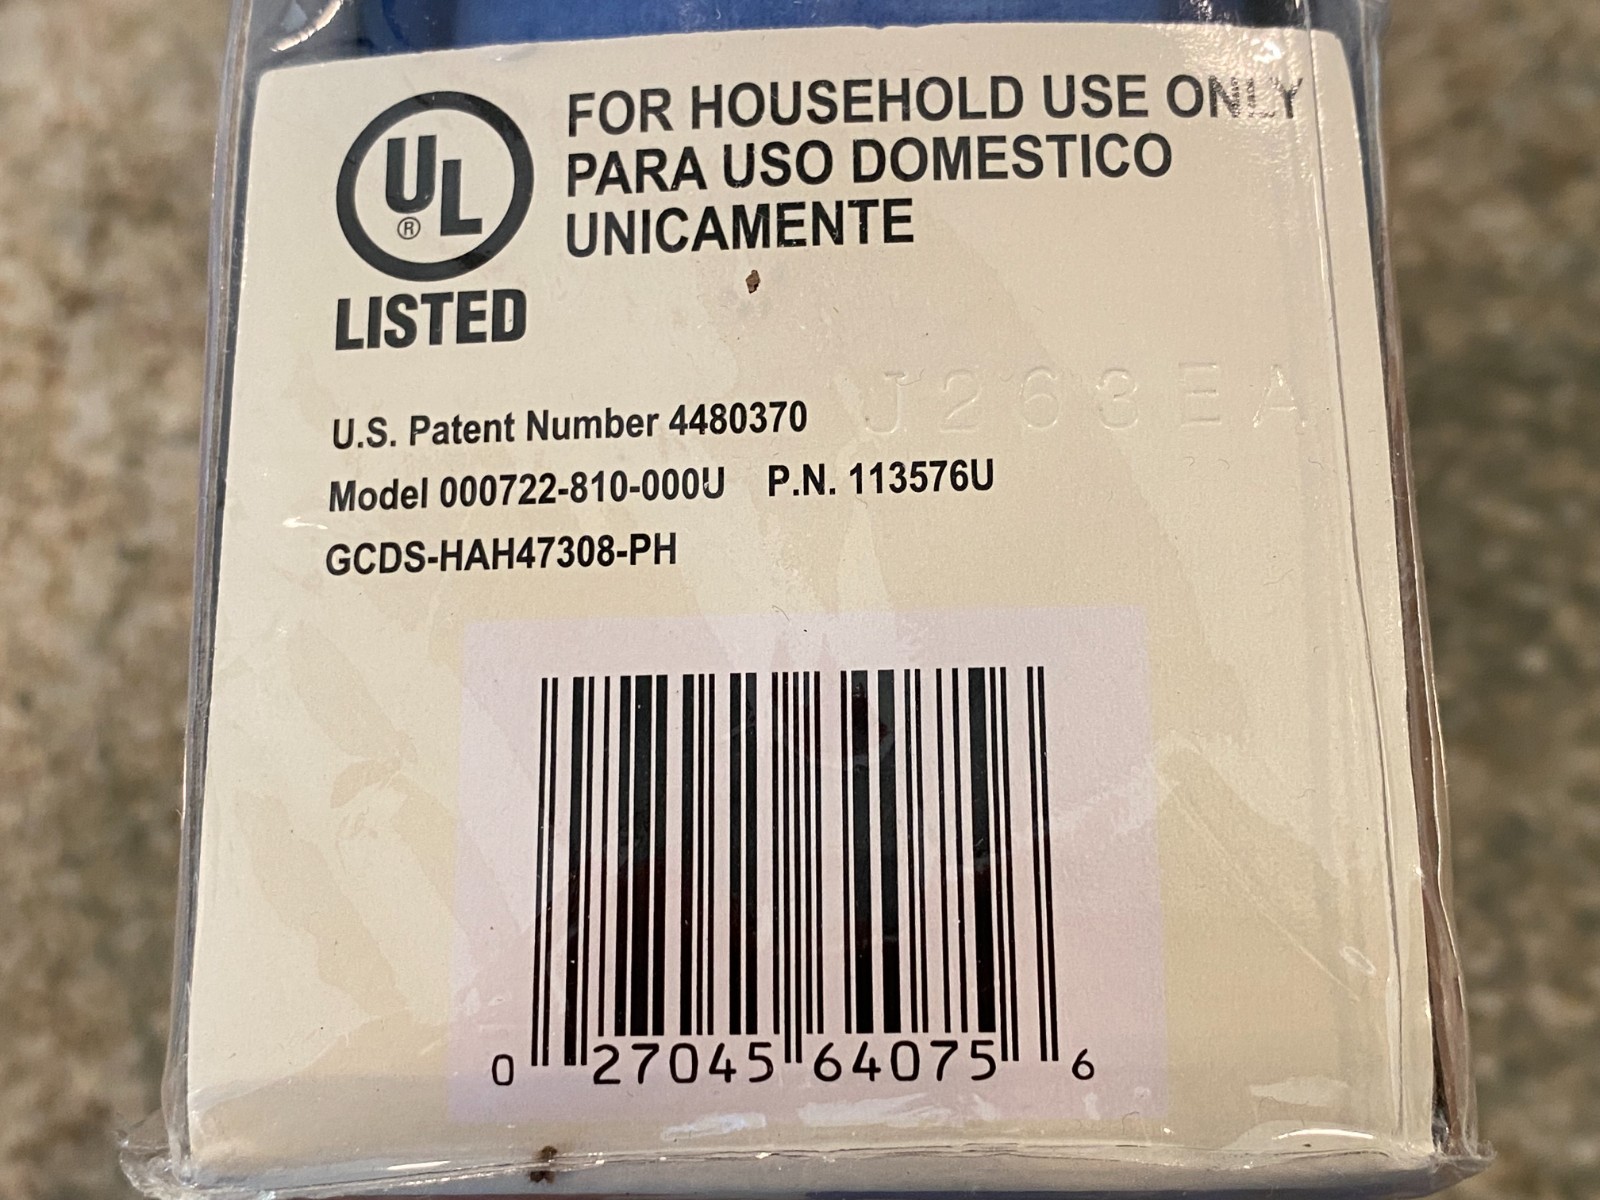 UL
®
LISTED
FOR HOUSEHOLD USE ONLY
PARA USO DOMESTICO
UNICAMENTE
J263EA
U.S. Patent Number 4480370
Model 000722-810-000U P.N. 113576U
GCDS-HAH47308-PH
0 27045 64075 6